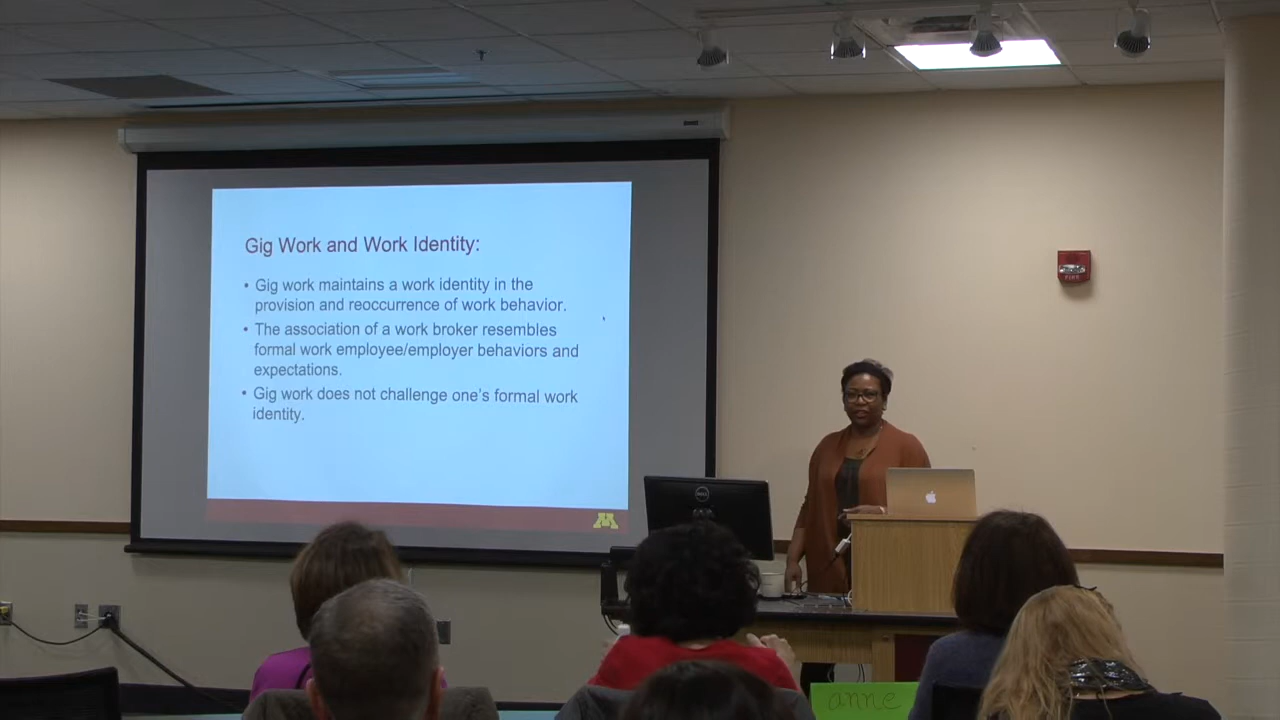 Gig Work and Work Identity:
• Gig work maintains a work identity in the
provision and reoccurrence of work behavior.
• The association of a work broker resembles
formal work employee/employer behaviors and
expectations.
• Gig work does not challenge one's formal work
identity.
M
FIRE
DELL
anne